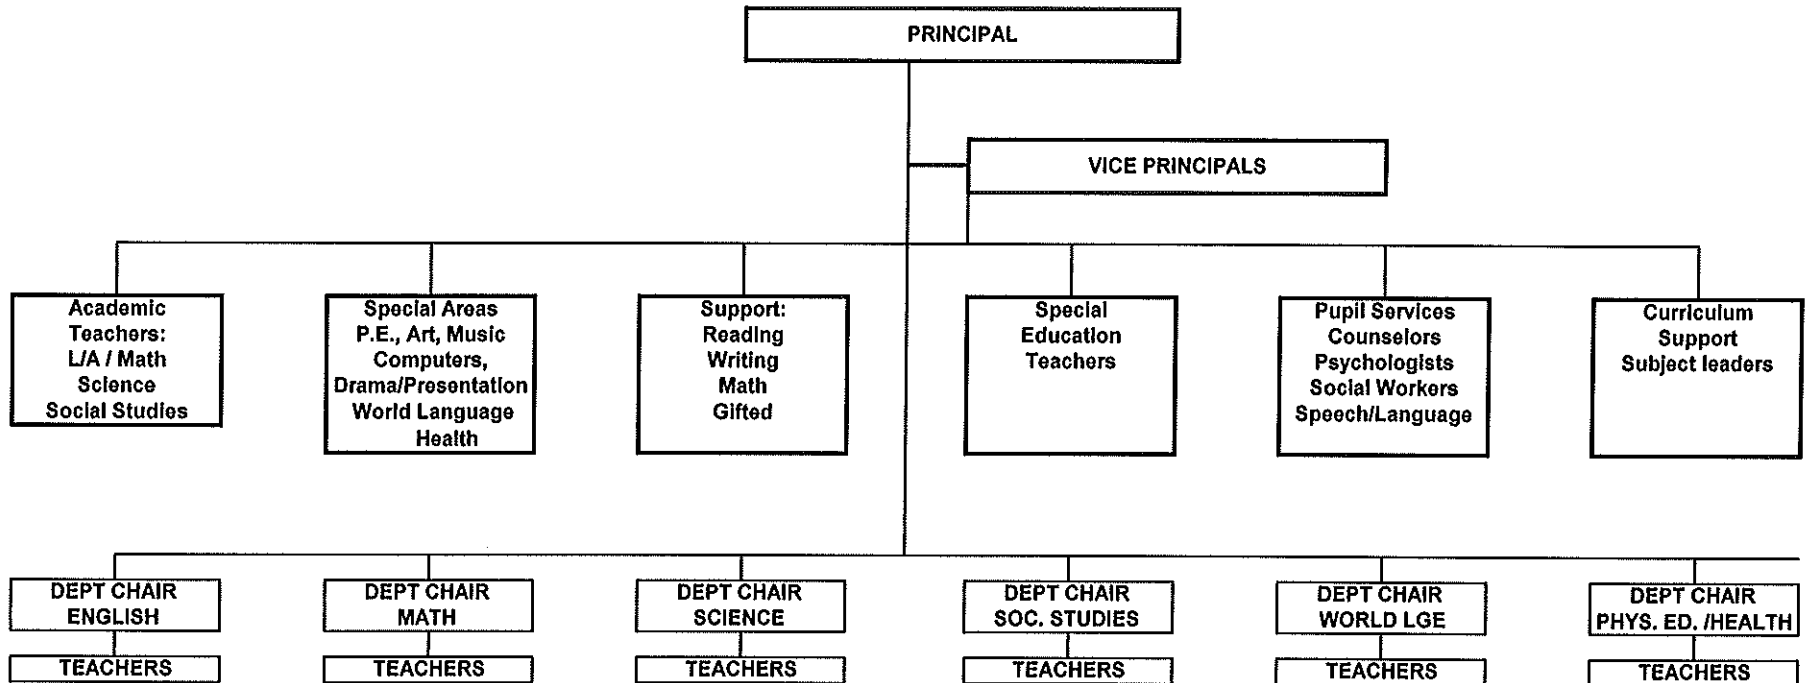 PRINCIPAL
VICE PRINCIPALS
Academic
Teachers:
L/A / Math
Science
Social Studies
Special Areas
P.E., Art, Music
Computers,
Drama/Presentation
World Language
Health
Support:
Reading
Writing
Math
Gifted
Special
Education
Teachers
Pupil Services
Counselors
Psychologists
Social Workers
Speech/Language
Curriculum
Support
Subject leaders
DEPT CHAIR
ENGLISH
DEPT CHAIR
MATH
DEPT CHAIR
SCIENCE
DEPT CHAIR
SOC. STUDIES
DEPT CHAIR
WORLD LGE
DEPT CHAIR
PHYS. ED. /HEALTH
TEACHERS
TEACHERS
TEACHERS
TEACHERS
TEACHERS
TEACHERS